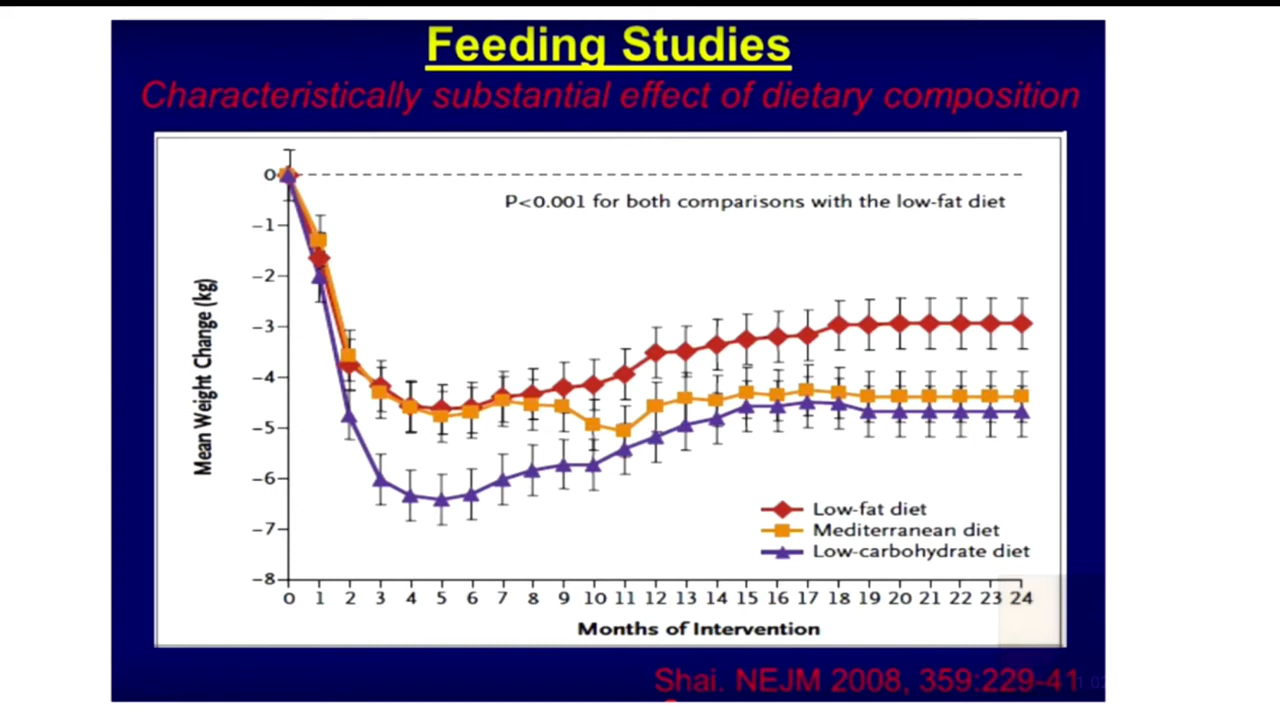 Feeding Studies
Characteristically substantial effect of dietary composition
P<0.001 for both comparisons with the low-fat diet
0
−1
−2
−3
−4
−5
−6
−7
−8
Mean Weight Change (kg)
Low-fat diet
Mediterranean diet
Low-carbohydrate diet
0 1 2 3 4 5 6 7 8 9 10 11 12 13 14 15 16 17 18 19 20 21 22 23 24
Months of Intervention
Shai. NEJM 2008, 359:229-41